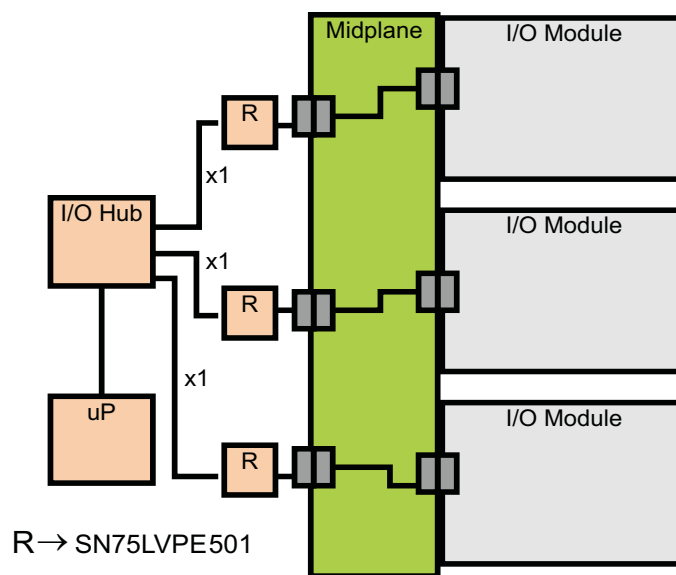 Midplane
I/O Module
R
x1
I/O Hub
I/O Module
x1
R
x1
uP
I/O Module
R
R→ SN75LVPE501